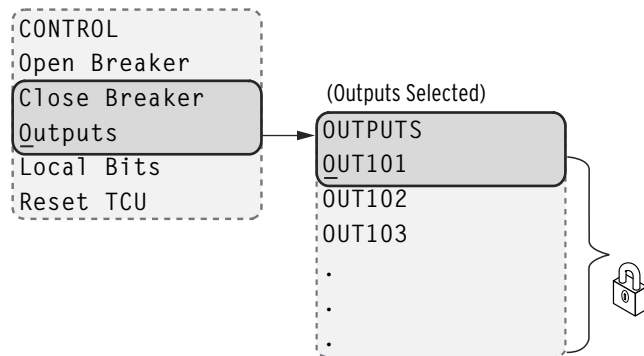 CONTROL
Open Breaker
Close Breaker
Outputs
Local Bits
Reset TCU
(Outputs Selected)
OUTPUTS
OUT101
OUT102
OUT103
.
.
.